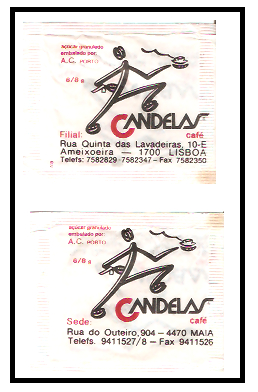 açucar granulado
embalado por:
A.C. PORTO
6/8 g
CANDELAS
Filial:
café
Rua Quinta das Lavadeiras, 10-E
Ameixoeira — 1700 LISBOA
Telefs: 7582829-7582347 – Fax 7582350
açucar granulado
embalado por:
A.C. PORTO
6/8 g
CANDELAS
Sede:
café
Rua do Outeiro, 904 – 4470 MAIA
Telefs. 9411527/8 – Fax 9411526